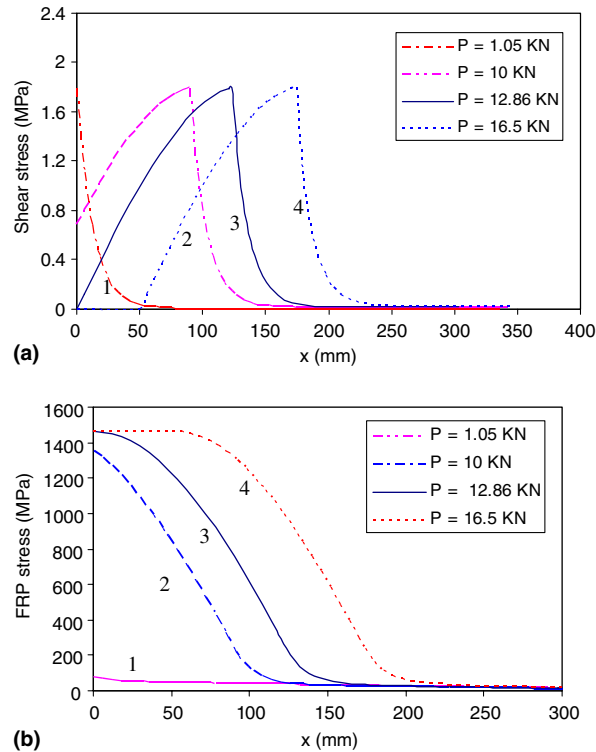 2.4
2
1.6
1.2
0.8
0.4
0
Shear stress (MPa)
P = 1.05 KN
P = 10 KN
P = 12.86 KN
P = 16.5 KN
1
2
3
4
0 50 100 150 200 250 300 350 400
x (mm)
(a)
1600
1400
1200
1000
800
600
400
200
0
FRP stress (MPa)
P = 1.05 KN
P = 10 KN
P = 12.86 KN
P = 16.5 KN
4
3
2
1
0 50 100 150 200 250 300
x (mm)
(b)